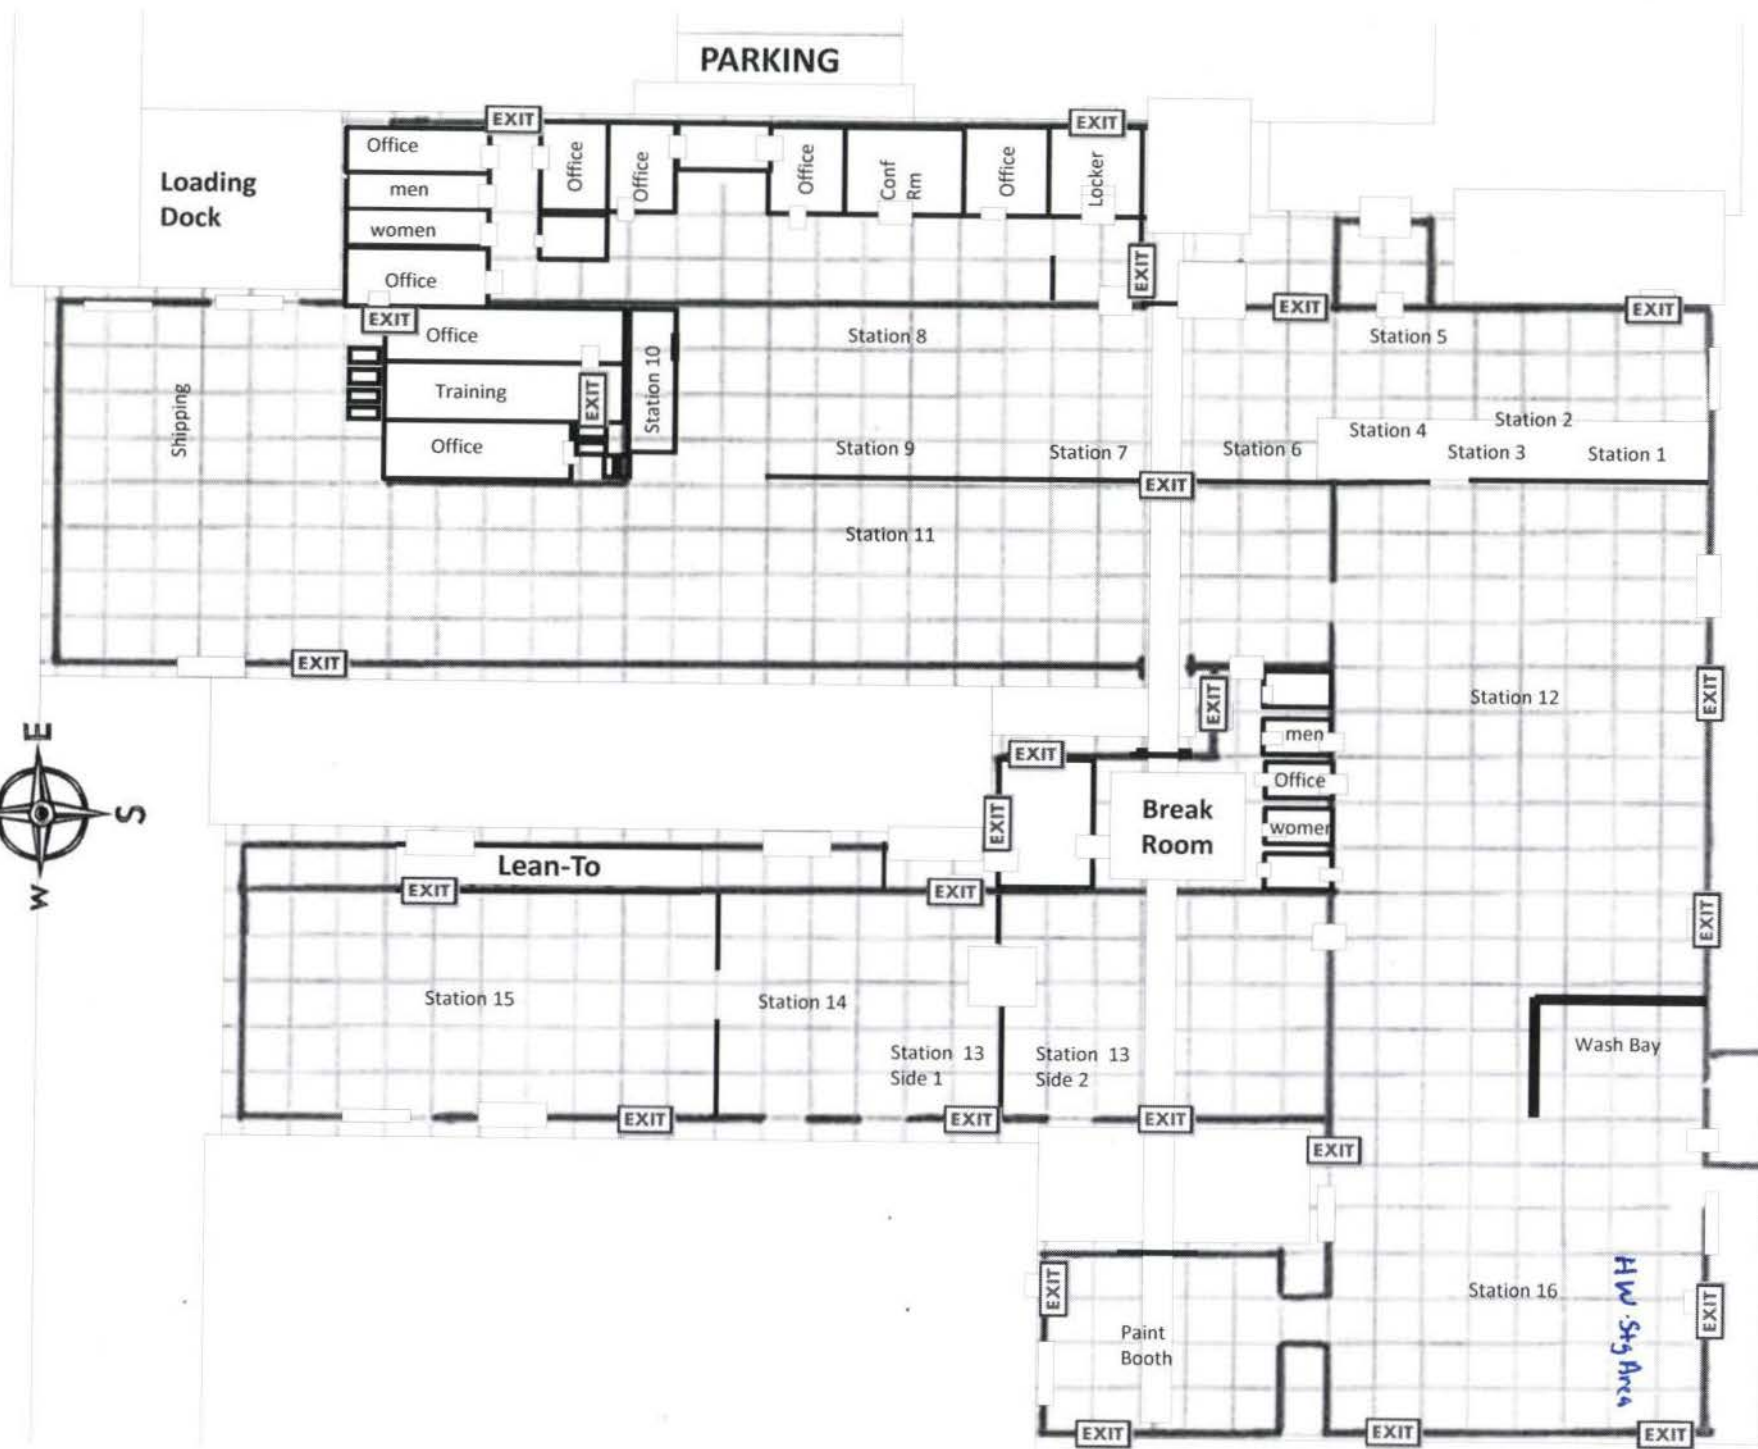 PARKING
EXIT
EXIT
Office
men
women
Office
Office
Office
Office
Conf
Rm
Office
Locker
Loading
Dock
EXIT
EXIT
EXIT
EXIT
Office
Training
Office
EXIT
Station 10
Shipping
Station 8
Station 9
Station 7
Station 6
Station 5
Station 4
Station 2
Station 3
Station 1
EXIT
Station 11
EXIT
EXIT
Station 12
EXIT
E
S
W
EXIT
EXIT
Break
Room
men
Office
women
Lean-To
EXIT
EXIT
EXIT
Station 15
Station 14
Station 13
Side 1
Station 13
Side 2
Wash Bay
EXIT
EXIT
EXIT
EXIT
EXIT
Paint
Booth
Station 16
HW Stg Area
EXIT
EXIT
EXIT
EXIT